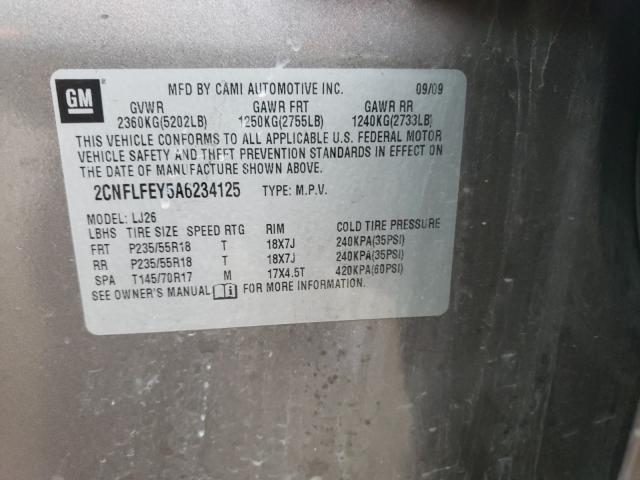 GM
MFD BY CAMI AUTOMOTIVE INC. 09/09
GVWR GAWR FRT GAWR RR
2360KG(5202LB) 1250KG(2755LB) 1240KG(2733LB)
THIS VEHICLE CONFORMS TO ALL APPLICABLE U.S. FEDERAL MOTOR
VEHICLE SAFETY AND THEFT PREVENTION STANDARDS IN EFFECT ON
THE DATE OF MANUFACTURE SHOWN ABOVE.
2CNFLFEY5A6234125 TYPE: M.P.V.
MODEL: LJ26
LBHS TIRE SIZE SPEED RTG RIM COLD TIRE PRESSURE
FRT P235/55R18 T 18X7J 240KPA(35PSI)
RR P235/55R18 T 18X7J 240KPA(35PSI)
SPA T145/70R17 M 17X4.5T 420KPA(60PSI)
SEE OWNER'S MANUAL FOR MORE INFORMATION.